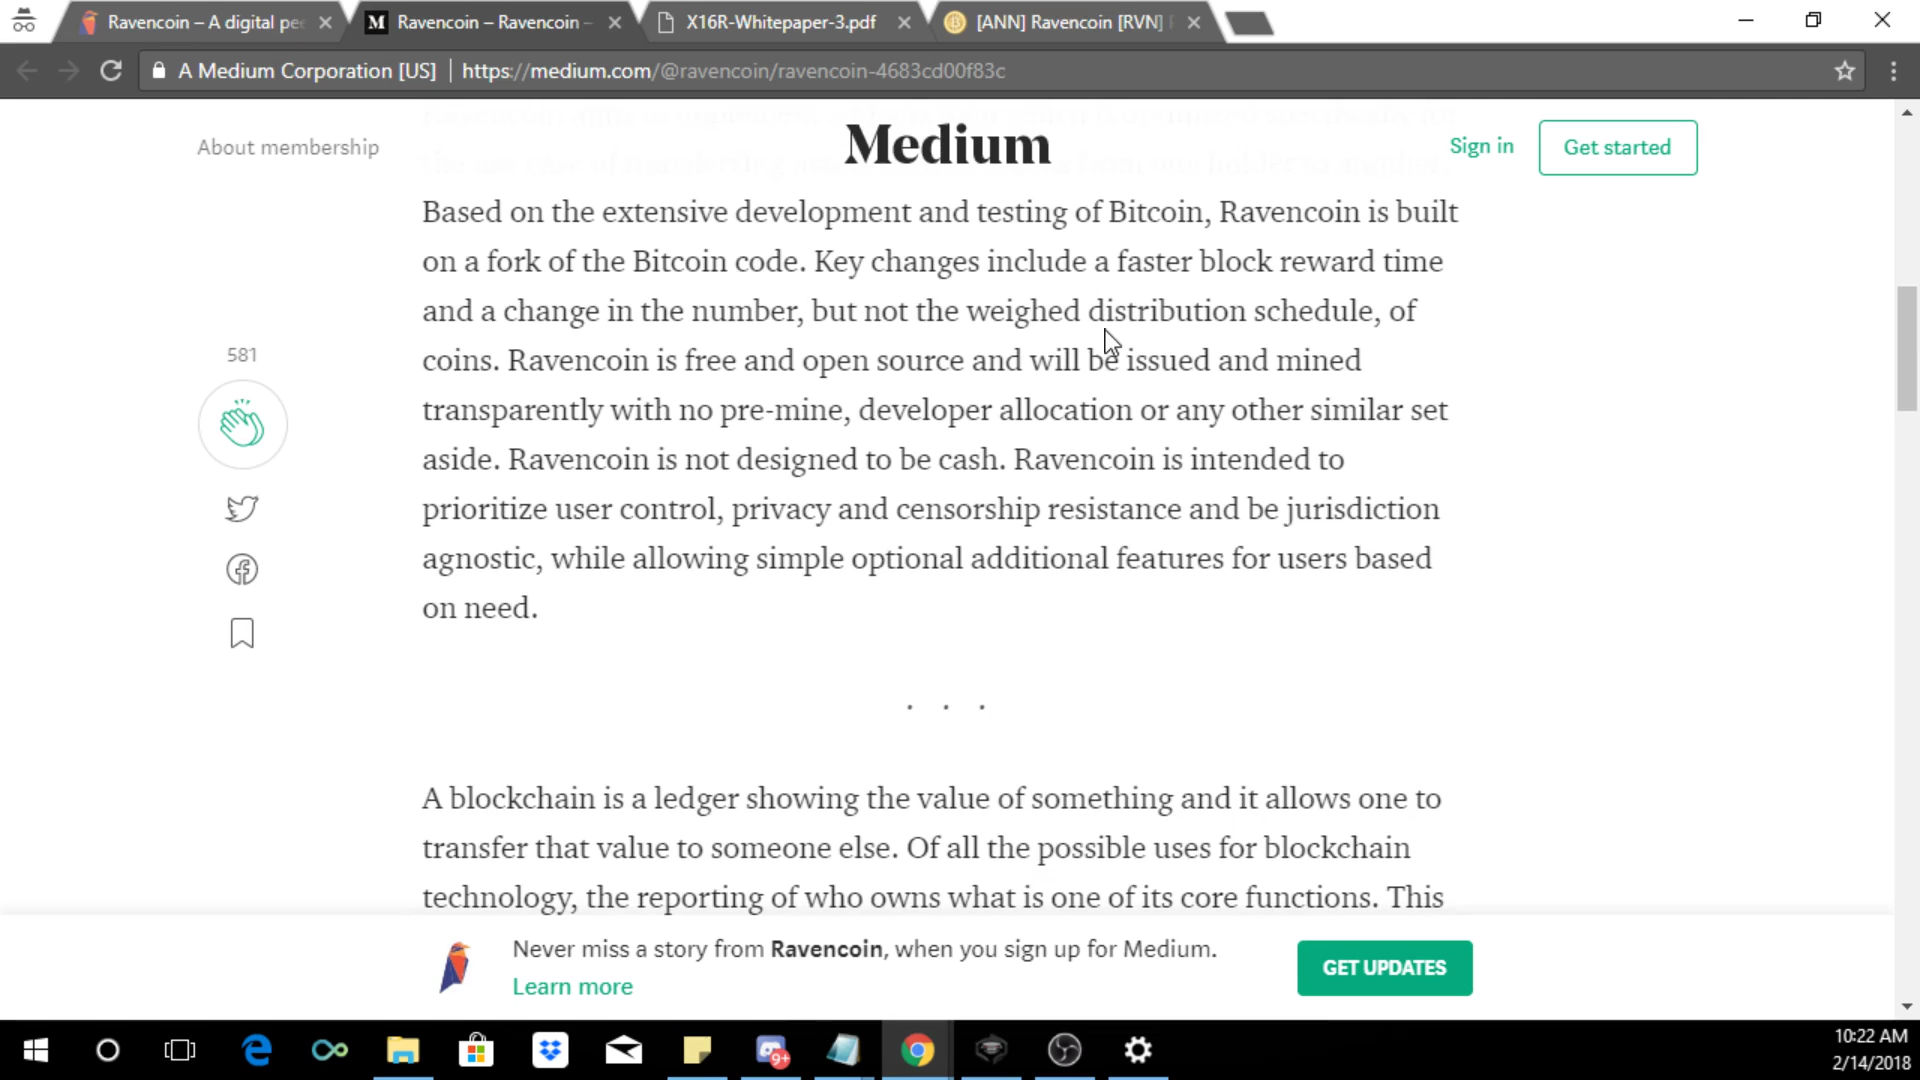 Ravencoin – A digital pe
Ravencoin – Ravencoin –
X16R-Whitepaper-3.pdf
[ANN] Ravencoin [RVN]
A Medium Corporation [US]
https://medium.com/@ravencoin/ravencoin-4683cd00f83c
About membership
Medium
Sign in
Get started
Based on the extensive development and testing of Bitcoin, Ravencoin is built
on a fork of the Bitcoin code. Key changes include a faster block reward time
and a change in the number, but not the weighed distribution schedule, of
coins. Ravencoin is free and open source and will be issued and mined
transparently with no pre-mine, developer allocation or any other similar set
aside. Ravencoin is not designed to be cash. Ravencoin is intended to
prioritize user control, privacy and censorship resistance and be jurisdiction
agnostic, while allowing simple optional additional features for users based
on need.
581
. . .
A blockchain is a ledger showing the value of something and it allows one to
transfer that value to someone else. Of all the possible uses for blockchain
technology, the reporting of who owns what is one of its core functions. This
Never miss a story from Ravencoin, when you sign up for Medium.
Learn more
GET UPDATES
9+
10:22 AM
2/14/2018